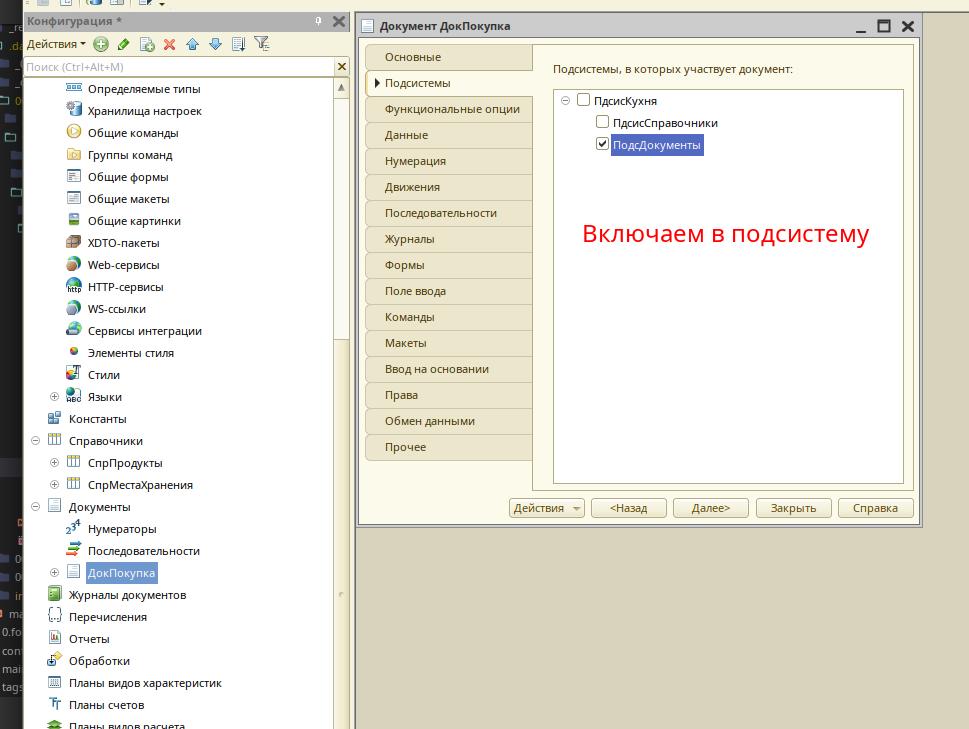 Конфигурация *
Действия
Поиск (Ctrl+Alt+M)
Определяемые типы
Хранилища настроек
Общие команды
Группы команд
Общие формы
Общие макеты
Общие картинки
XDTO-пакеты
Web-сервисы
HTTP-сервисы
WS-ссылки
Сервисы интеграции
Элементы стиля
Стили
Языки
Константы
Справочники
СпрПродукты
СпрМестаХранения
Документы
Нумераторы
Последовательности
ДокПокупка
Журналы документов
Перечисления
Отчеты
Обработки
Планы видов характеристик
Планы счетов
Планы видов расчета
Документ ДокПокупка
Основные
Подсистемы
Функциональные опции
Данные
Нумерация
Движения
Последовательности
Журналы
Формы
Поле ввода
Команды
Макеты
Ввод на основании
Права
Обмен данными
Прочее
Подсистемы, в которых участвует документ:
ПдсисКухня
ПдсисСправочники
ПодсДокументы
Включаем в подсистему
Действия
<Назад
Далее>
Закрыть
Справка